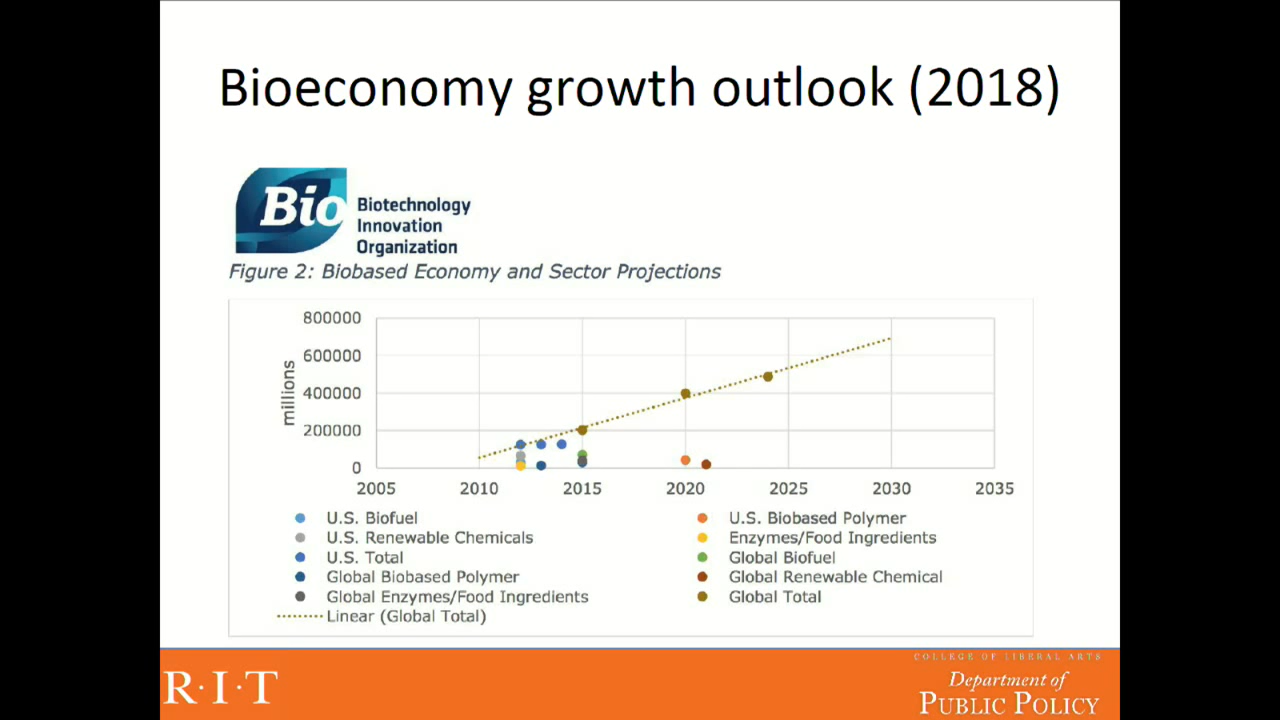 Bioeconomy growth outlook (2018)
Bio
Biotechnology
Innovation
Organization
Figure 2: Biobased Economy and Sector Projections
millions
800000
600000
400000
200000
0
2005 2010 2015 2020 2025 2030 2035
U.S. Biofuel U.S. Biobased Polymer
U.S. Renewable Chemicals Enzymes/Food Ingredients
U.S. Total Global Biofuel
Global Biobased Polymer Global Renewable Chemical
Global Enzymes/Food Ingredients Global Total
Linear (Global Total)
R·I·T
COLLEGE OF LIBERAL ARTS
Department of
PUBLIC POLICY